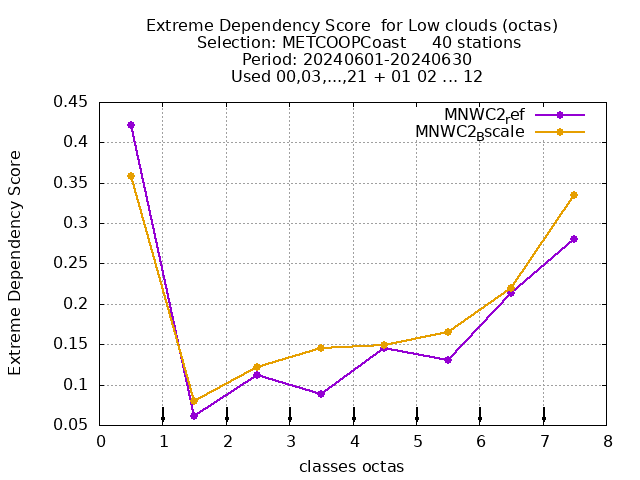 Extreme Dependency Score  for Low clouds (octas)
Selection: METCOOPCoast     40 stations
Period: 20240601-20240630
Used 00,03,...,21 + 01 02 ... 12
MNWC2_ref
MNWC2_Bscale
Extreme Dependency Score
0.45
0.4
0.35
0.3
0.25
0.2
0.15
0.1
0.05
0 1 2 3 4 5 6 7 8
classes octas